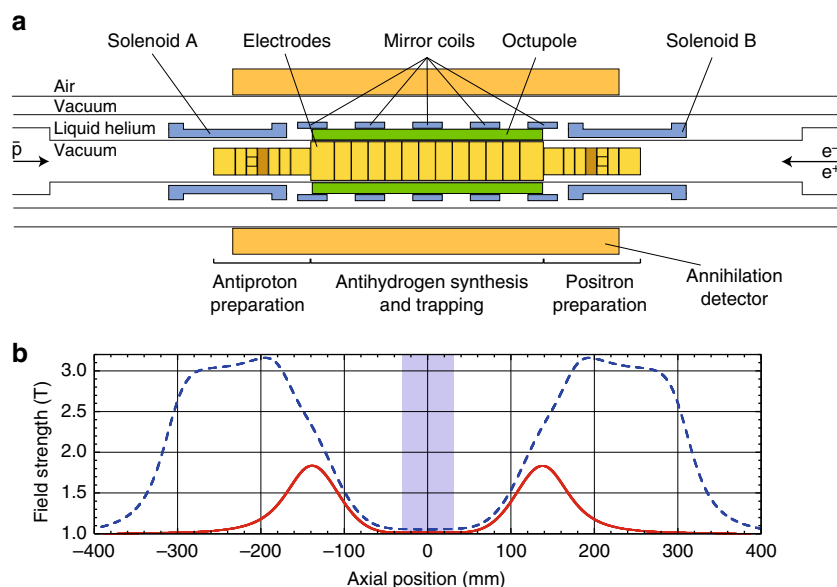 a
Solenoid A Electrodes Mirror coils Octupole Solenoid B
Air
Vacuum
Liquid helium
Vacuum
p̄ e−
e+
Annihilation
detector
Antiproton
preparation
Antihydrogen synthesis
and trapping
Positron
preparation
b
Field strength (T)
3.0
2.5
2.0
1.5
1.0
−400 −300 −200 −100 0 100 200 300 400
Axial position (mm)